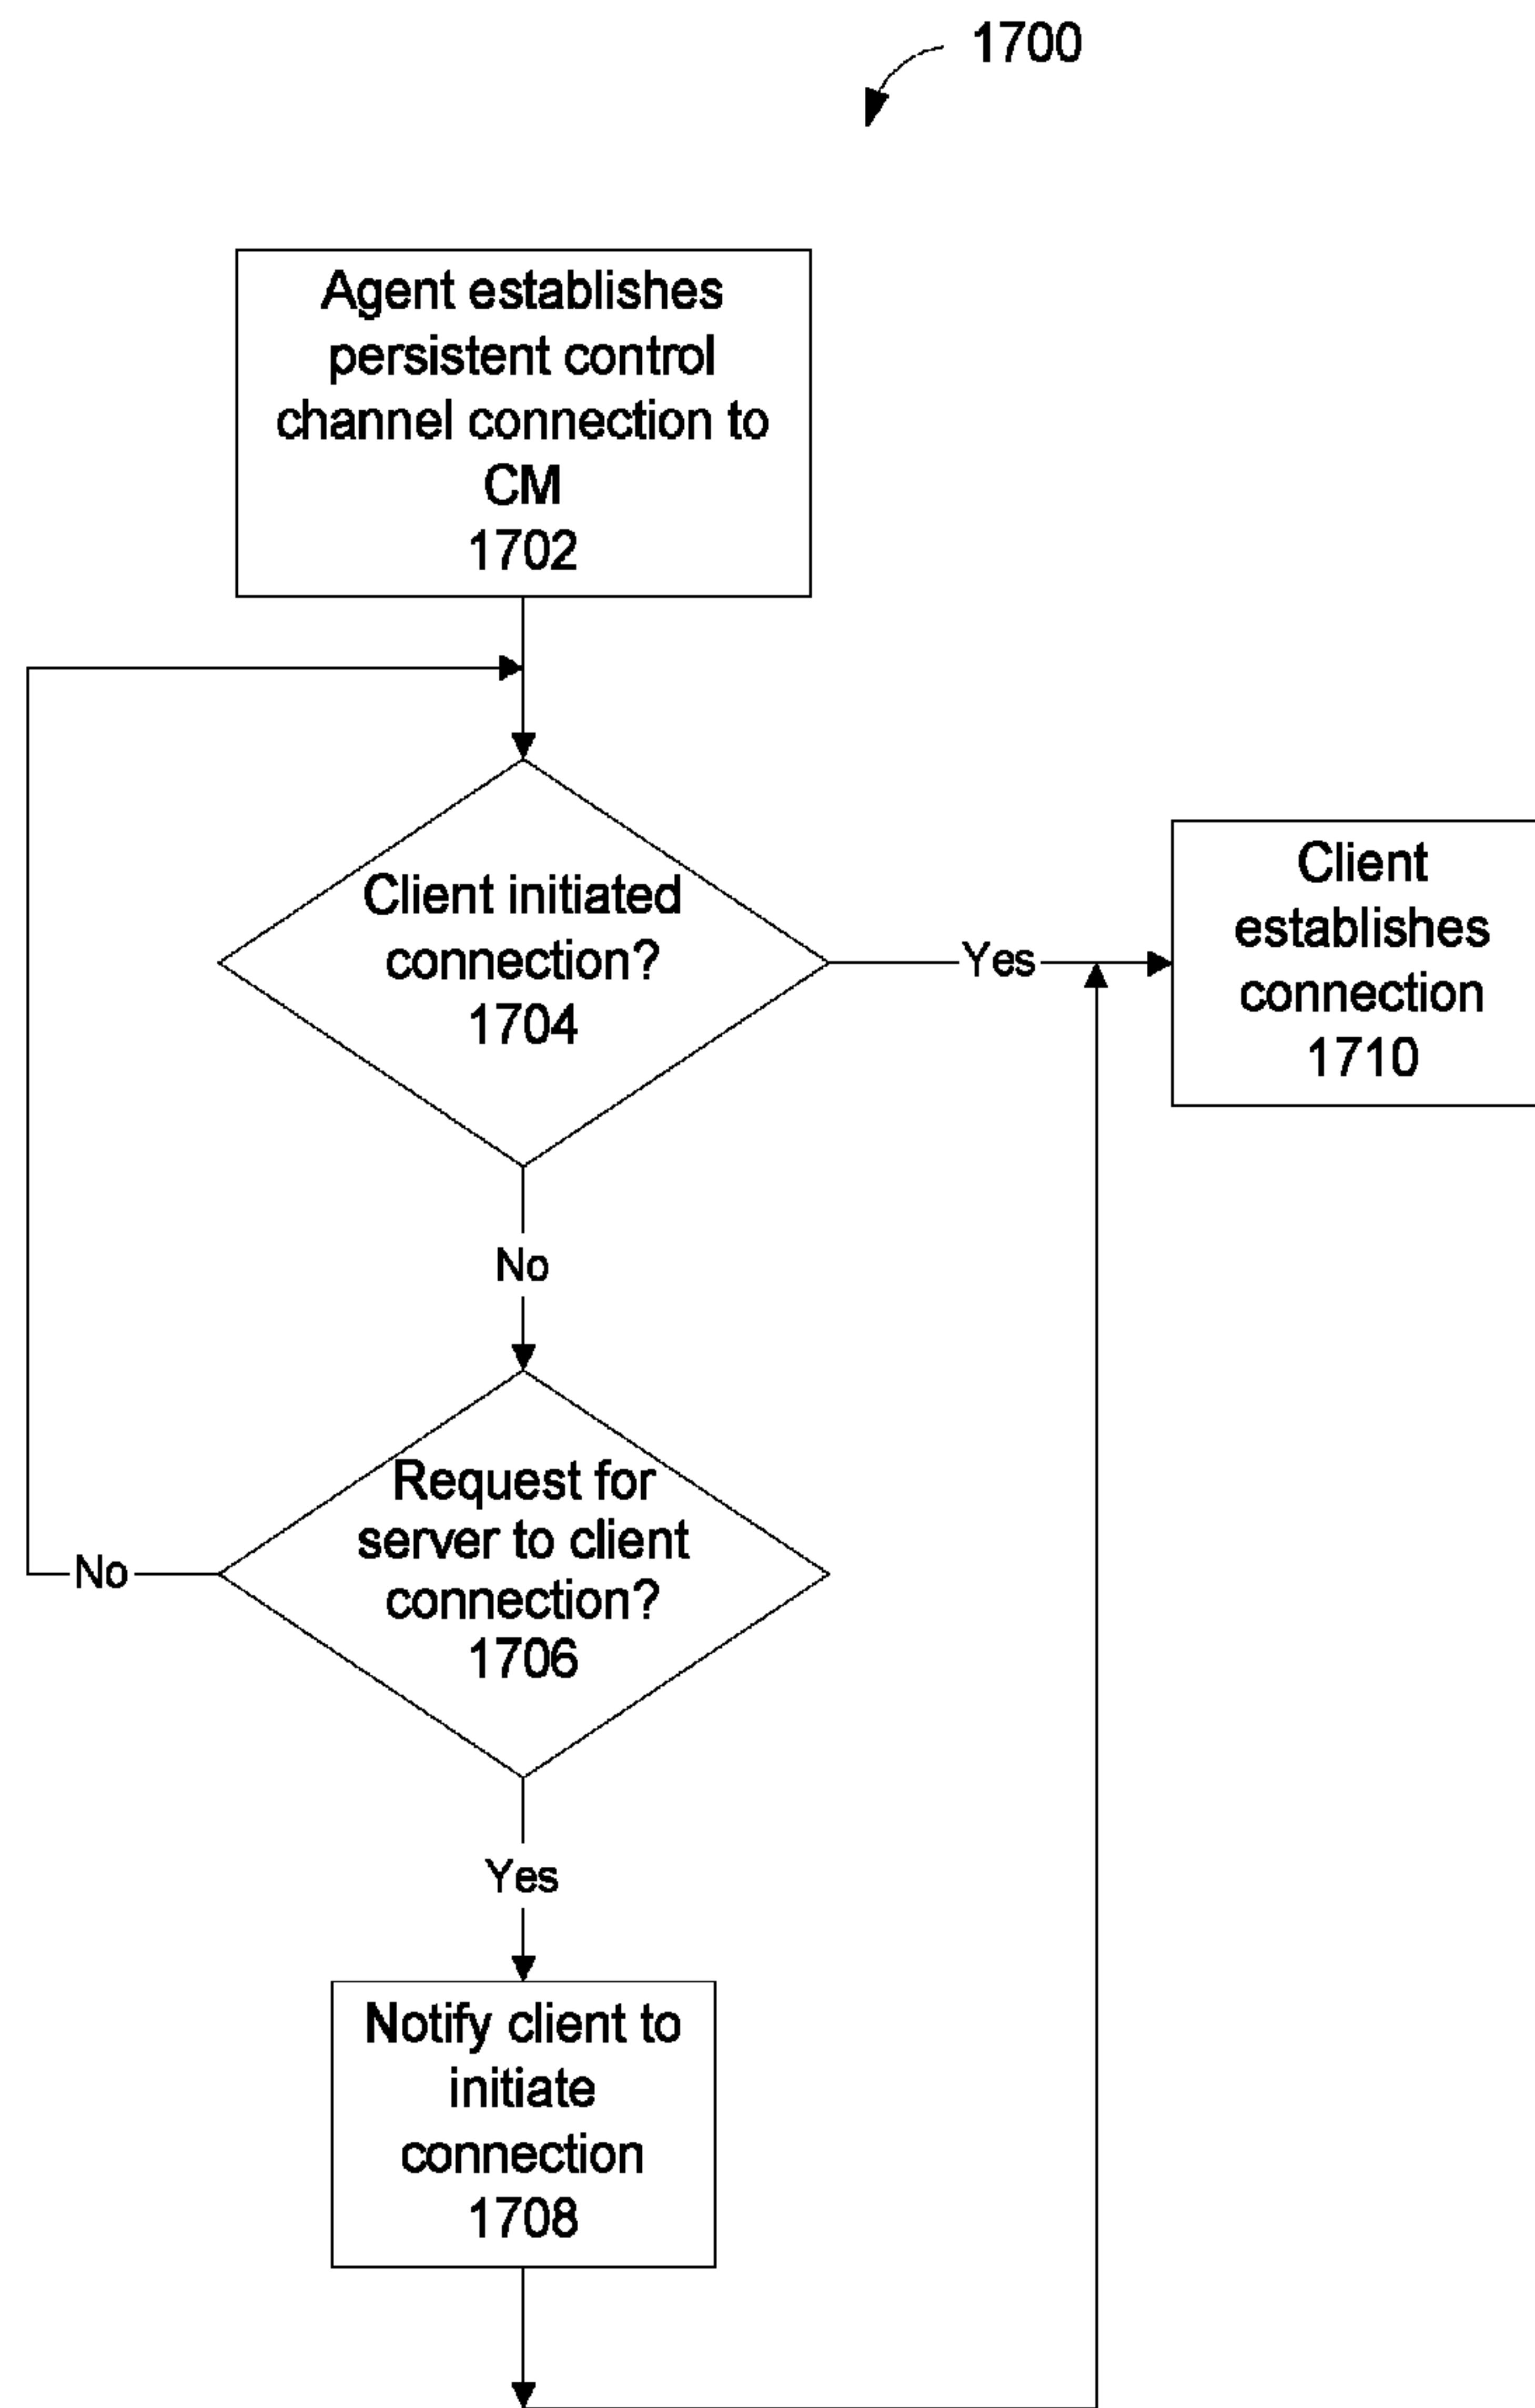 1700
Agent establishes
persistent control
channel connection to
CM
1702
Client initiated
connection?
1704
Yes
Client
establishes
connection
1710
No
Request for
server to client
connection?
1706
No
Yes
Notify client to
initiate
connection
1708